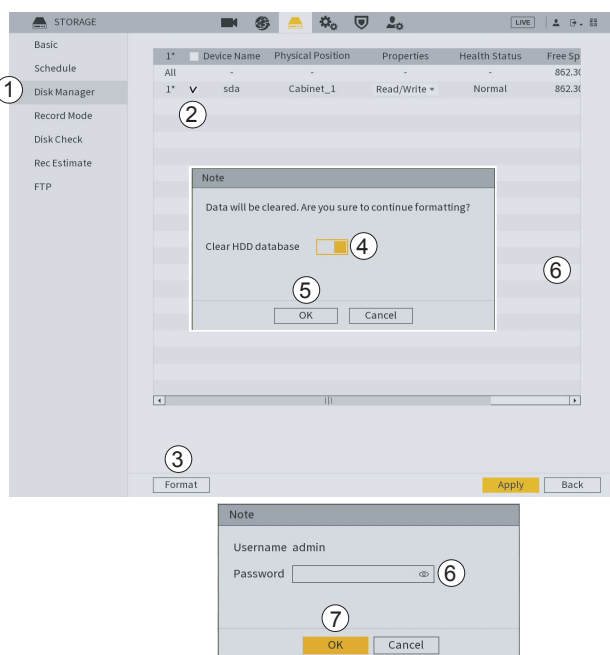 STORAGE LIVE
Basic
Schedule
① Disk Manager
Record Mode
Disk Check
Rec Estimate
FTP
1* Device Name Physical Position Properties Health Status Free Sp
All - - - - 862.30
1* sda Cabinet_1 Read/Write Normal 862.30
②
Note
Data will be cleared. Are you sure to continue formatting?
Clear HDD database ④
⑥
⑤
OK Cancel
③
Format Apply Back
Note
Username admin
Password ⑥
⑦
OK Cancel